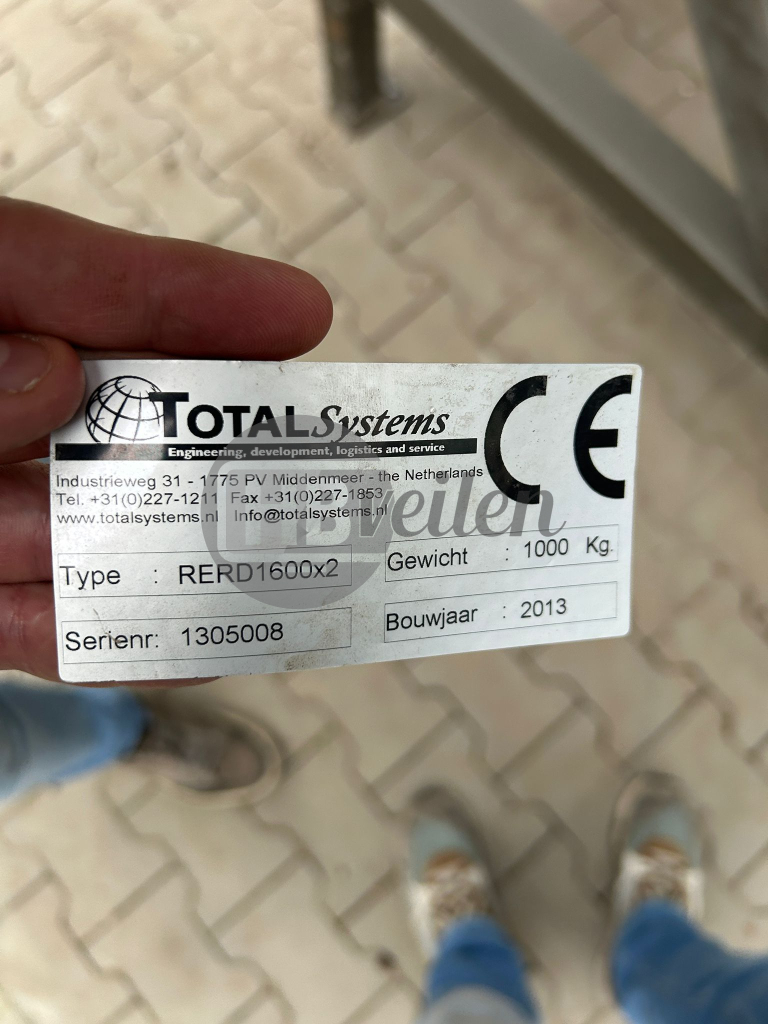 TOTAL Systems
Engineering, development, logistics and service
Industrieweg 31 - 1775 PV Middenmeer - the Netherlands
Tel. +31(0)227-1211 Fax +31(0)227-1853
www.totalsystems.nl Info@totalsystems.nl
CE
Type : RERD1600x2
Gewicht : 1000 Kg.
Serienr: 1305008
Bouwjaar : 2013
veilen